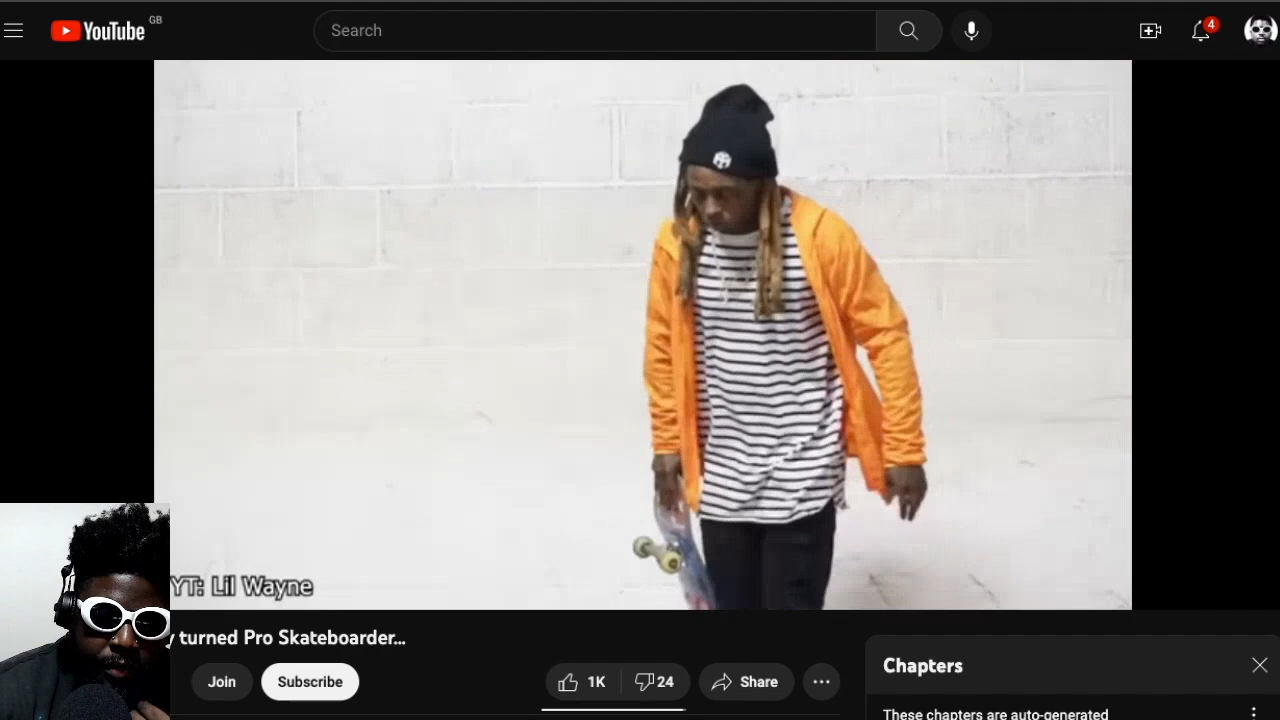 YouTube GB
Search
4
YT: Lil Wayne
turned Pro Skateboarder...
Join
Subscribe
1K
24
Share
Chapters
These chapters are auto-generated